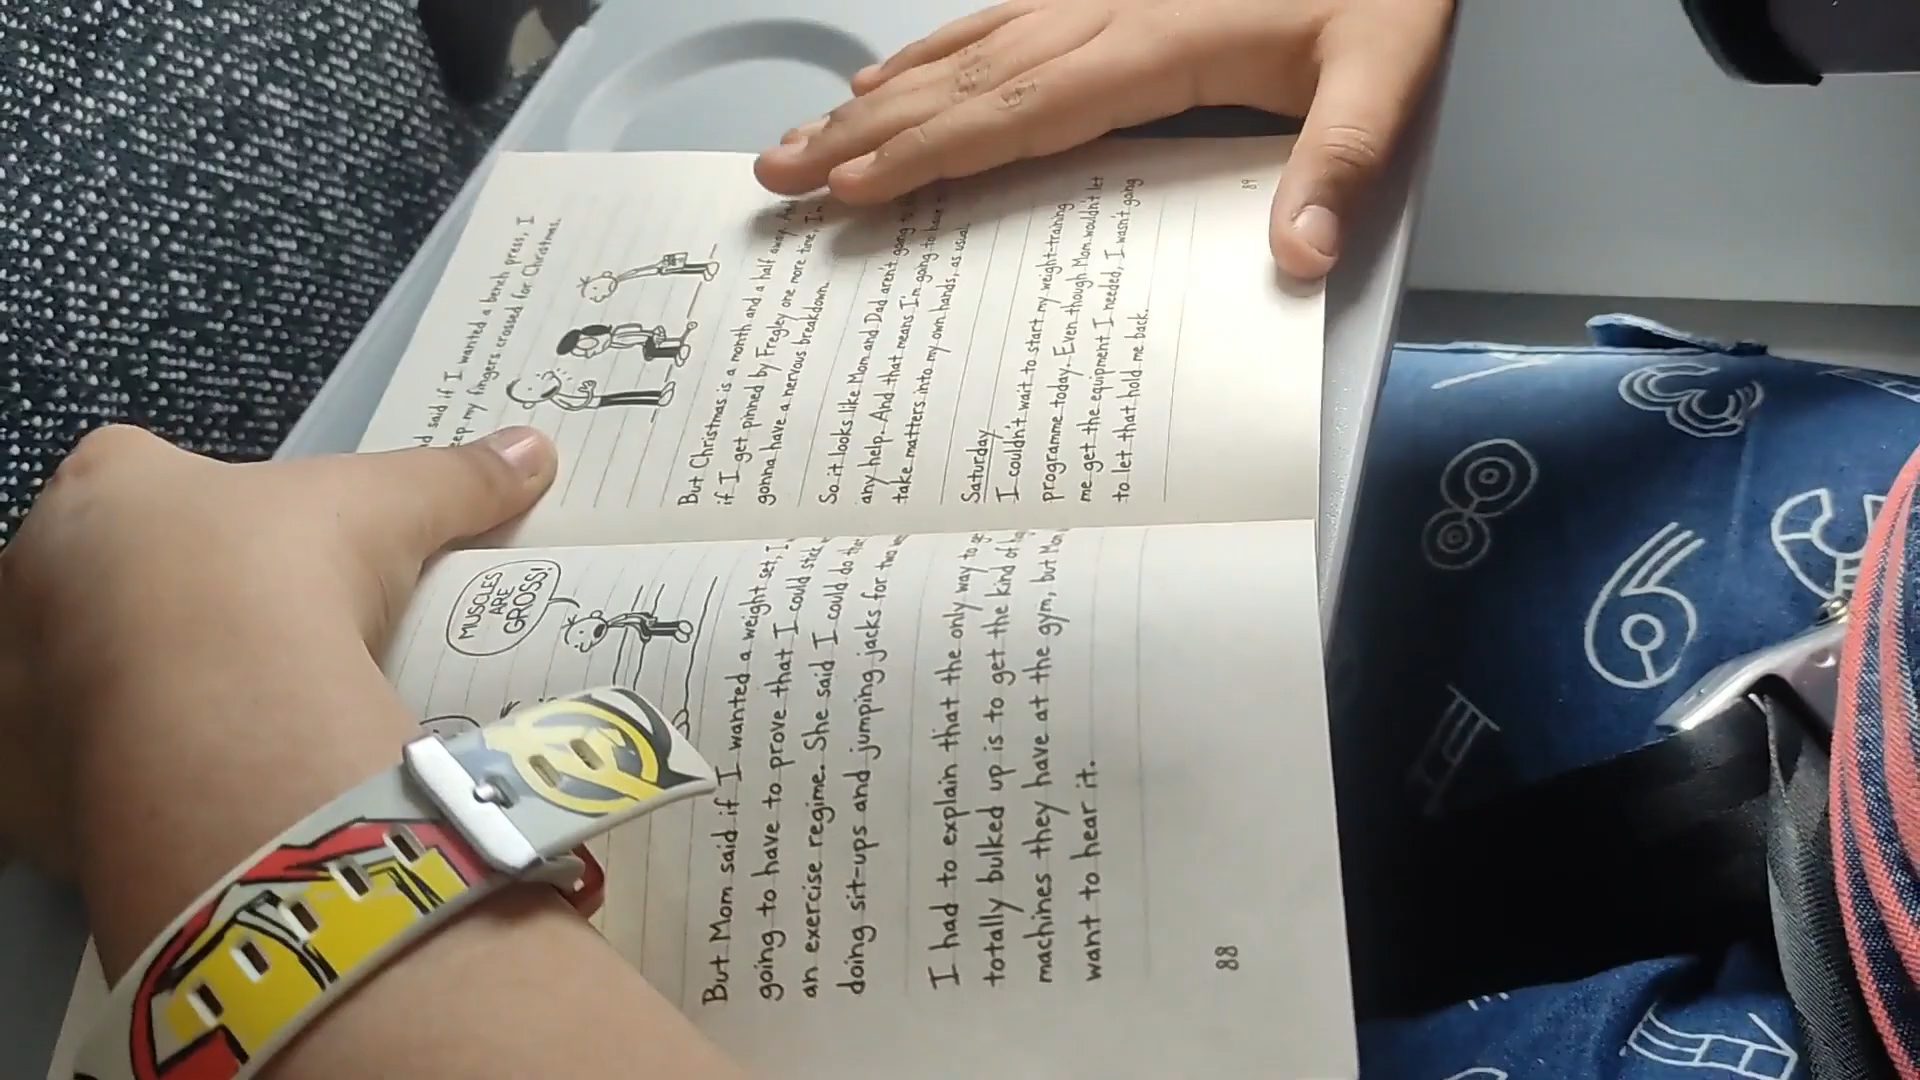 MUSCLES
ARE
GROSS!
But Mom said if I wanted a weight set, I
going to have to prove that I could stick
an exercise regime. She said I could do that
doing sit-ups and jumping jacks for two
I had to explain that the only way to
totally bulked up is to get the kind of
machines they have at the gym, but Mom
want to hear it.
88
said if I wanted a bench press, I
my fingers crossed for Christmas.
But Christmas is a month and a half away. And
if I get pinned by Fregley one more time, I'm
gonna have a nervous breakdown.
So it looks like Mom and Dad aren't going to
any help. And that means I'm going to have
take matters into my own hands, as usual.
Saturday
I couldn't wait to start my weight-training
programme today. Even though Mom wouldn't let
me get the equipment I needed, I wasn't going
to let that hold me back.
89